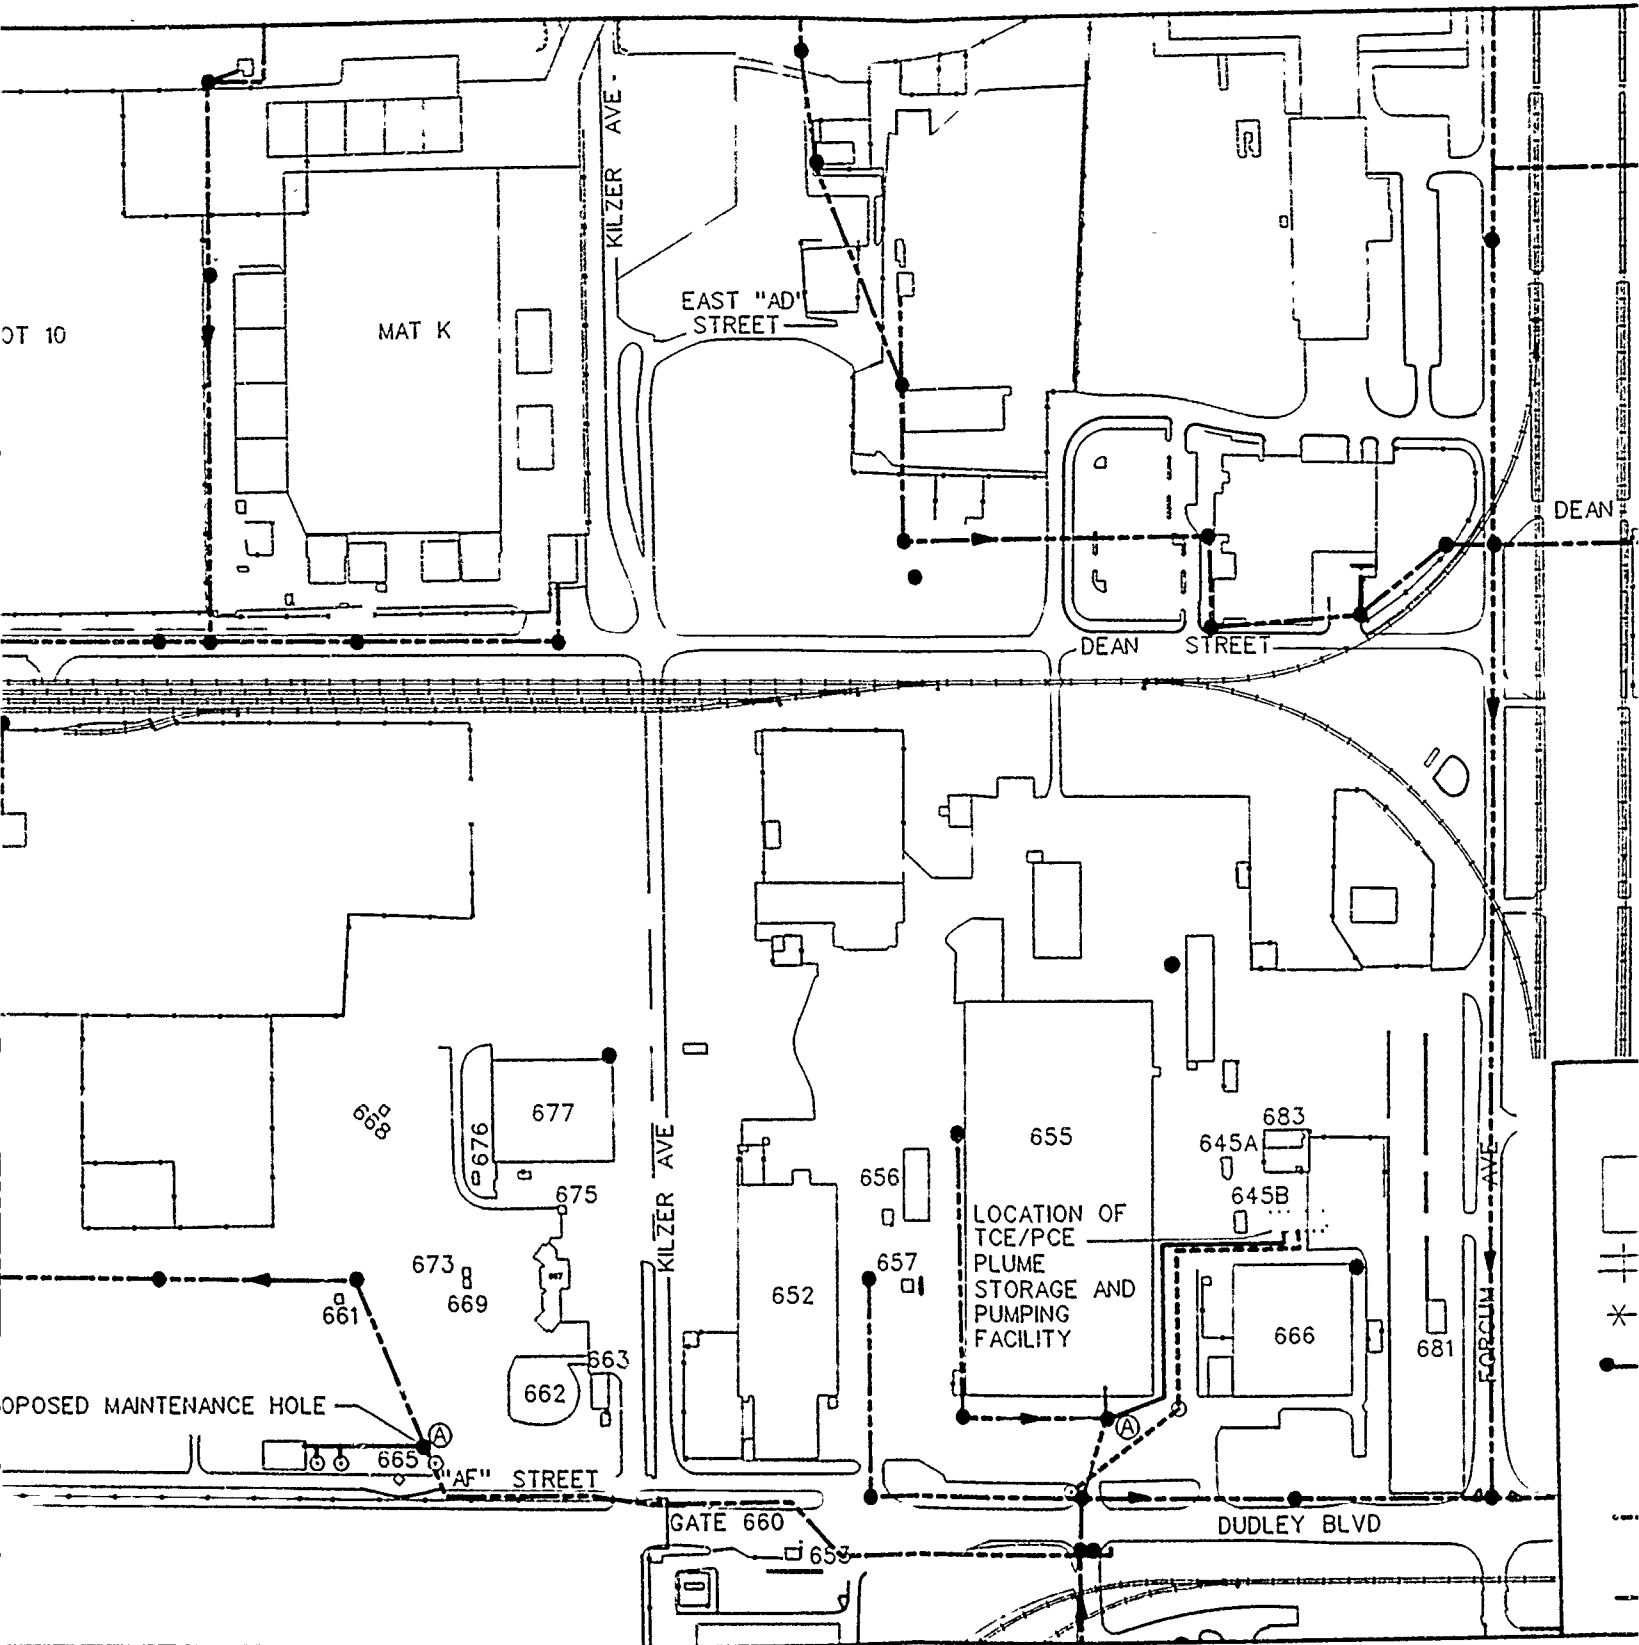 KILZER AVE.
EAST "AD"
STREET
OT 10
MAT K
DEAN
DEAN STREET
668
676
677
675
673
669
661
663
662
OPOSED MAINTENANCE HOLE
A
665
"AF" STREET
KILZER AVE
GATE 660
653
652
656
657
655
LOCATION OF
TCE/PCE
PLUME
STORAGE AND
PUMPING
FACILITY
A
683
645A
645B
666
681
FORCUM AVE
DUDLEY BLVD